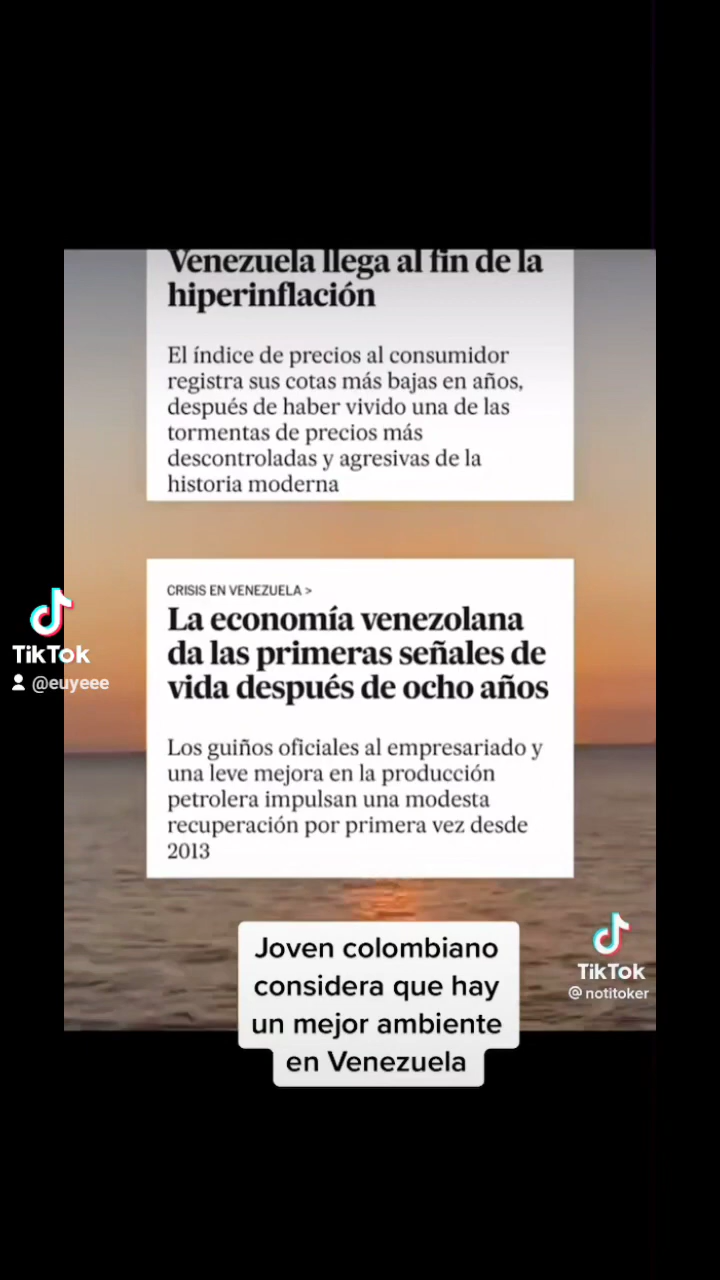 Venezuela llega al fin de la
hiperinflación
El índice de precios al consumidor
registra sus cotas más bajas en años,
después de haber vivido una de las
tormentas de precios más
descontroladas y agresivas de la
historia moderna
CRISIS EN VENEZUELA >
La economía venezolana
da las primeras señales de
vida después de ocho años
Los guiños oficiales al empresariado y
una leve mejora en la producción
petrolera impulsan una modesta
recuperación por primera vez desde
2013
TikTok
@euyeee
Joven colombiano
considera que hay
un mejor ambiente
en Venezuela
TikTok
@notitoker